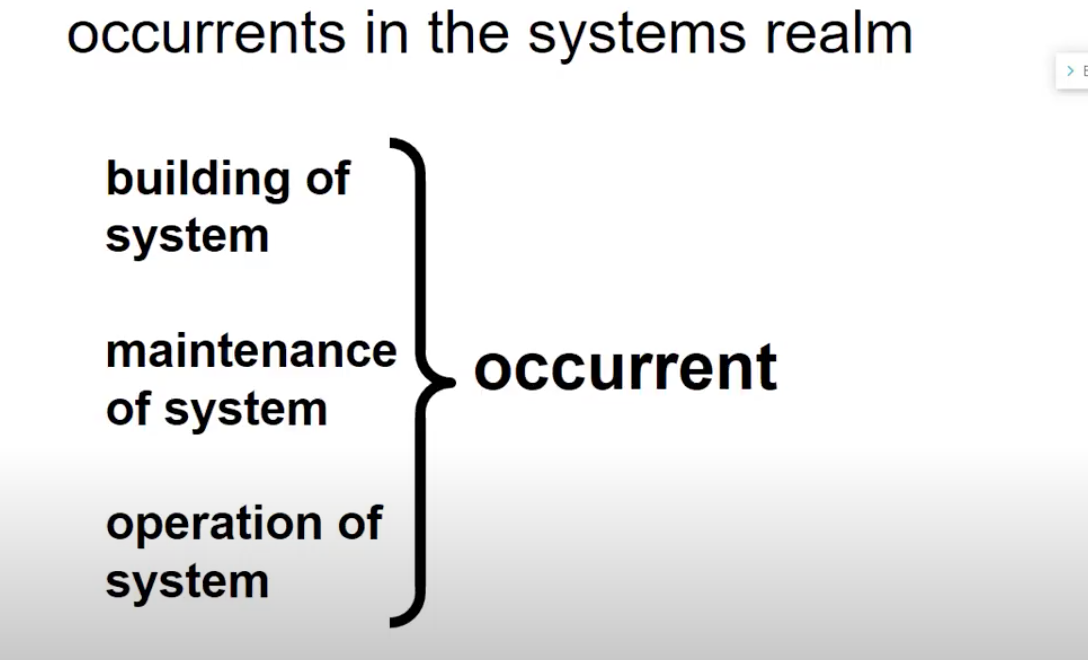 occurrents in the systems realm
building of
system
maintenance
of system
operation of
system
occurrent